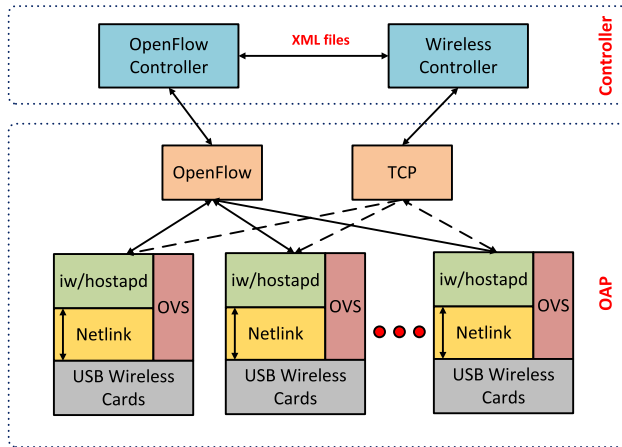 OpenFlow
Controller
XML files
Wireless
Controller
Controller
OpenFlow
TCP
iw/hostapd
OVS
Netlink
USB Wireless
Cards
iw/hostapd
OVS
Netlink
USB Wireless
Cards
iw/hostapd
OVS
Netlink
USB Wireless
Cards
OAP